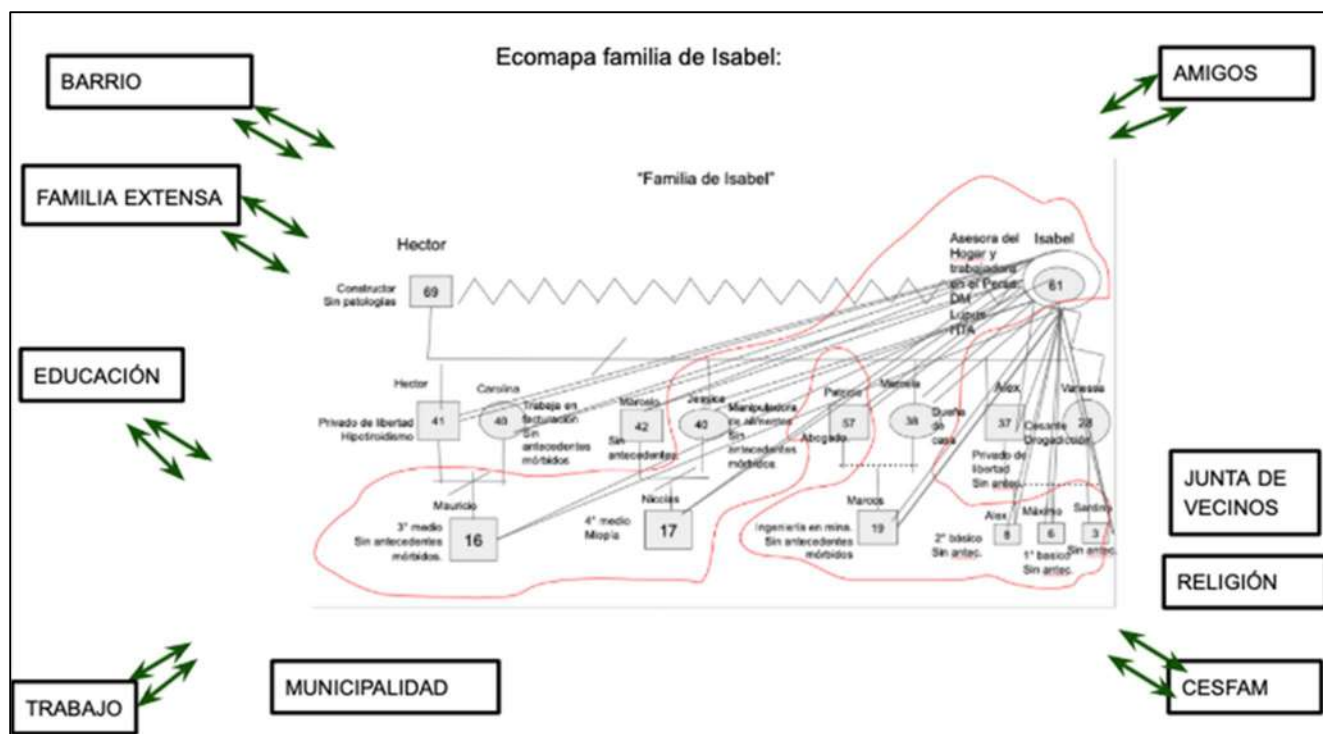 Ecomapa familia de Isabel:
BARRIO
AMIGOS
FAMILIA EXTENSA
"Familia de Isabel"
Hector
Constructor
Sin patologías
69
Asesora del
Hogar y
trabajadora
en el Persa.
DM
Lupus
HTA
Isabel
61
EDUCACIÓN
Hector
Privado de libertad
Hipotiroidismo
41
Carolina
40
Trabaja en
facturación
Sin
antecedentes
mórbidos
Marcelo
42
Sin
antecedentes.
Jessica
40
Manipuladora
de alimentos
Sin
antecedentes
mórbidos.
Patricio
57
Abogado
Marcela
38
Dueña
de
casa
Alex
37
Privado de
libertad
Sin antec.
Vanessa
28
Cesante
Drogadicción
Mauricio
3° medio
Sin antecedentes
mórbidos.
16
Nicolas
4° medio
Miopía
17
Marcos
Ingeniería en mina.
Sin antecedentes
mórbidos
19
Alex
8
2° básico
Sin antec.
Máximo
6
1° basico
Sin antec.
3
Sin antec.
JUNTA DE
VECINOS
RELIGIÓN
TRABAJO
MUNICIPALIDAD
CESFAM